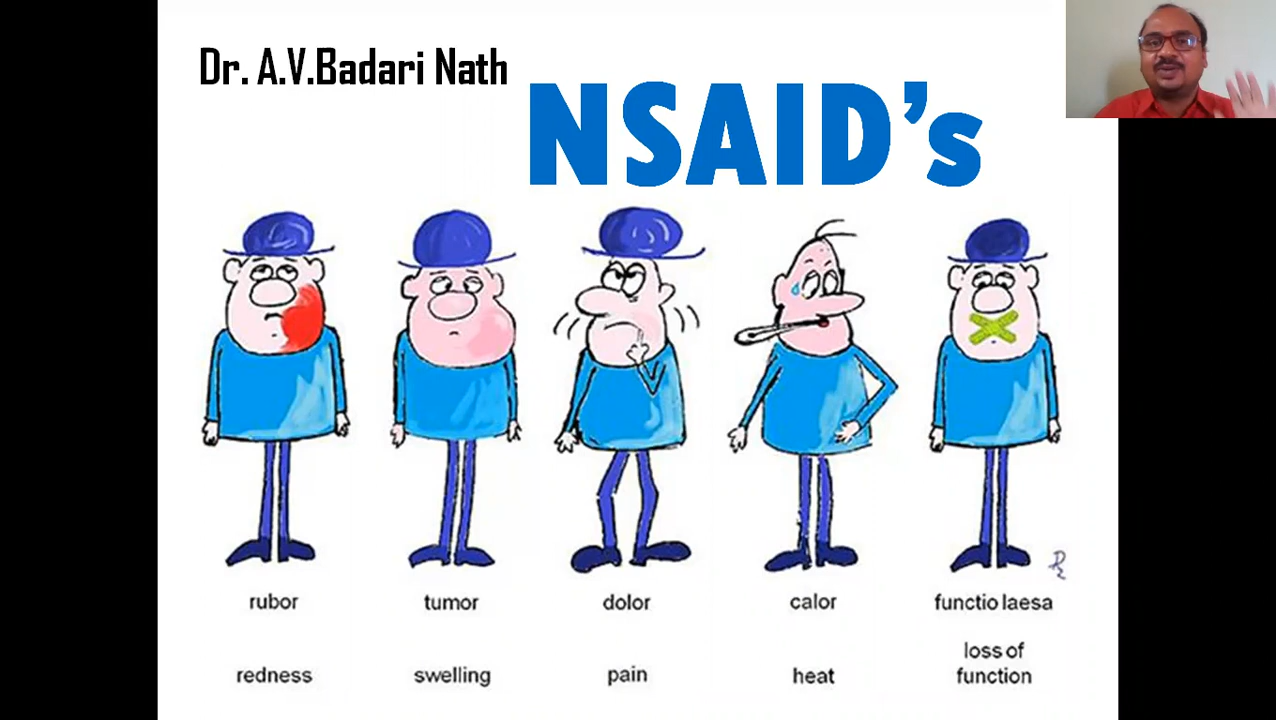 Dr. A.V.Badari Nath
NSAID's
rubor tumor dolor calor functio laesa
redness swelling pain heat loss of function